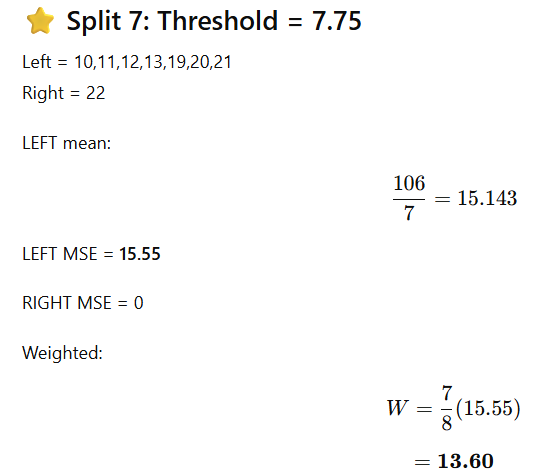 ⭐ Split 7: Threshold = 7.75
Left = 10,11,12,13,19,20,21
Right = 22
LEFT mean:
106/7 = 15.143
LEFT MSE = 15.55
RIGHT MSE = 0
Weighted:
W = 7/8(15.55)
= 13.60